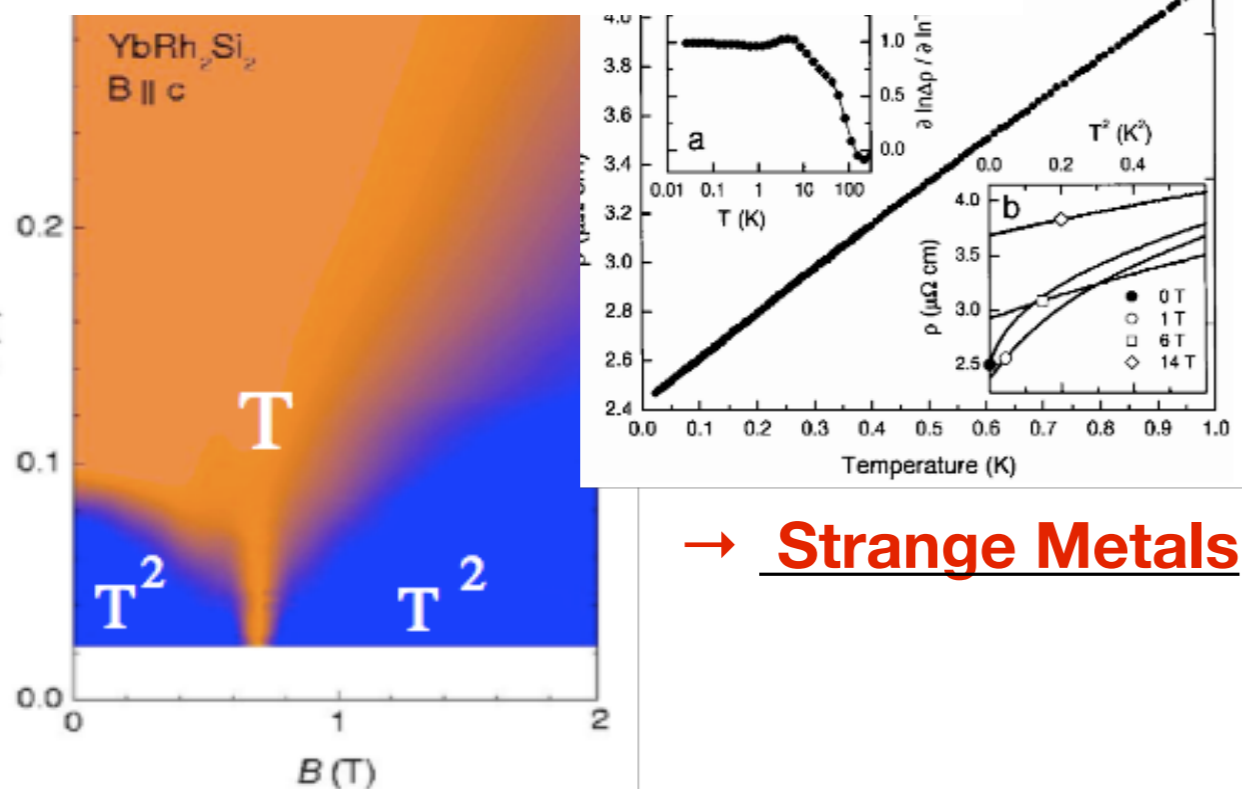 YbRh₂Si₂
B ∥ c
0.2
0.1
0.0
T
T²
T ²
0
1
2
B (T)
4.0
3.8
3.6
3.4
3.2
3.0
2.8
2.6
2.4
0.0 0.1 0.2 0.3 0.4 0.5 0.6 0.7 0.8 0.9 1.0
Temperature (K)
a
1.0
0.5
0.0
∂ lnΔρ / ∂ ln
0.01 0.1 1 10 100
T (K)
T² (K²)
0.0 0.2 0.4
b
4.0
3.5
3.0
2.5
ρ (μΩ cm)
0 T
1 T
6 T
14 T
→ Strange Metals